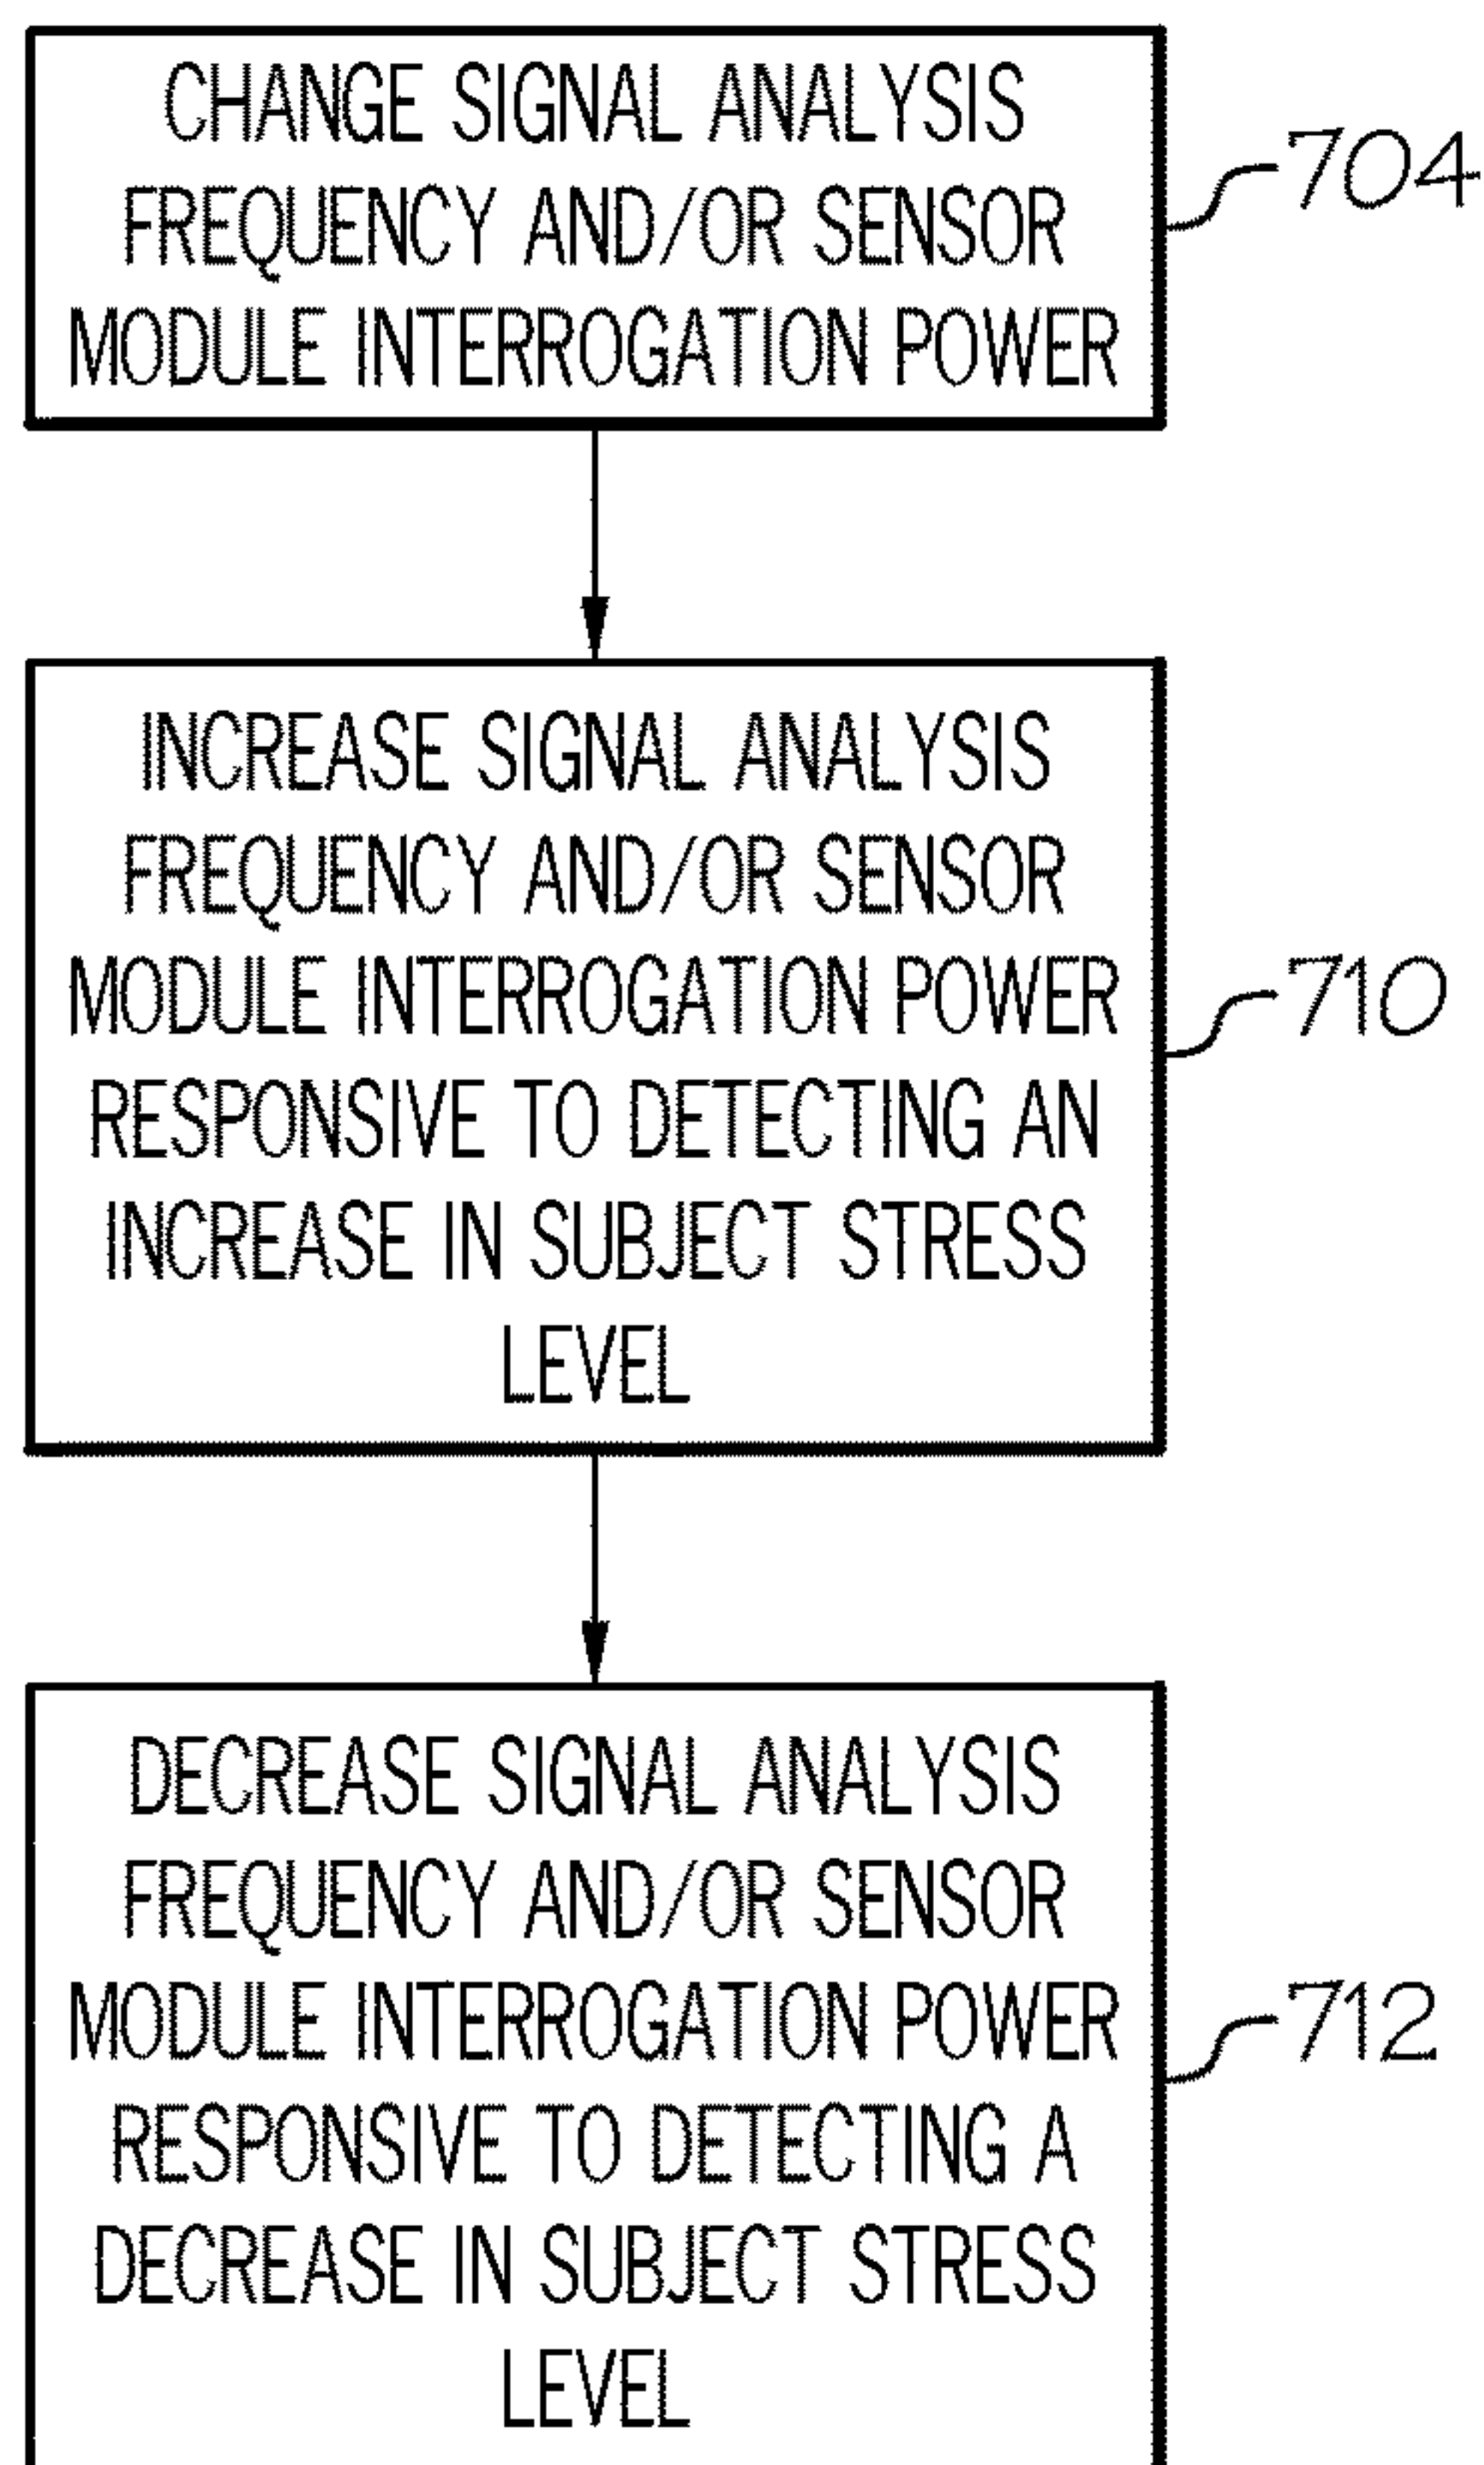 CHANGE SIGNAL ANALYSIS
FREQUENCY AND/OR SENSOR
MODULE INTERROGATION POWER
704
INCREASE SIGNAL ANALYSIS
FREQUENCY AND/OR SENSOR
MODULE INTERROGATION POWER
RESPONSIVE TO DETECTING AN
INCREASE IN SUBJECT STRESS
LEVEL
710
DECREASE SIGNAL ANALYSIS
FREQUENCY AND/OR SENSOR
MODULE INTERROGATION POWER
RESPONSIVE TO DETECTING A
DECREASE IN SUBJECT STRESS
LEVEL
712